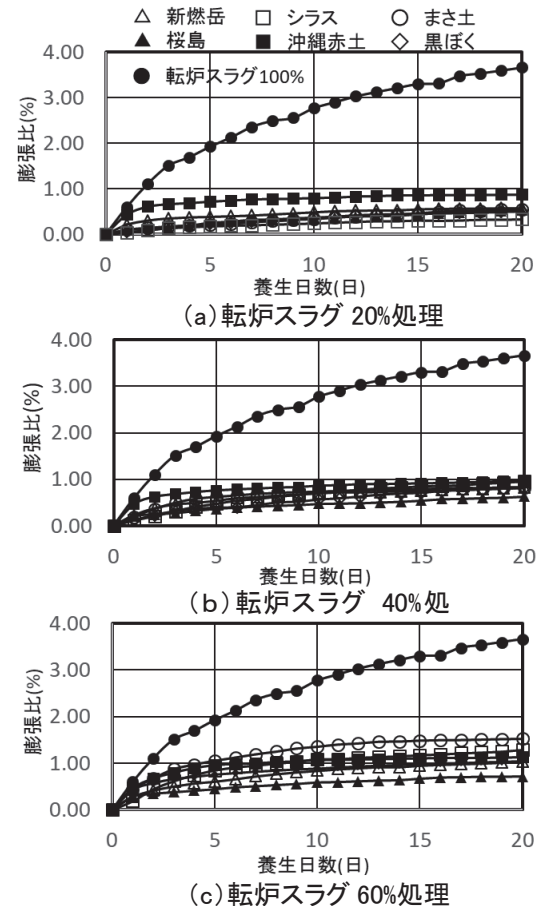 新燃岳 シラス まさ土
桜島 沖縄赤土 黒ぼく
転炉スラグ100%
4.00
3.00
2.00
1.00
0.00
膨張比(%)
0 5 10 15 20
養生日数(日)
(a)転炉スラグ 20%処理
4.00
3.00
2.00
1.00
0.00
膨張比(%)
0 5 10 15 20
養生日数(日)
(b)転炉スラグ 40%処
4.00
3.00
2.00
1.00
0.00
膨張比(%)
0 5 10 15 20
養生日数(日)
(c)転炉スラグ 60%処理